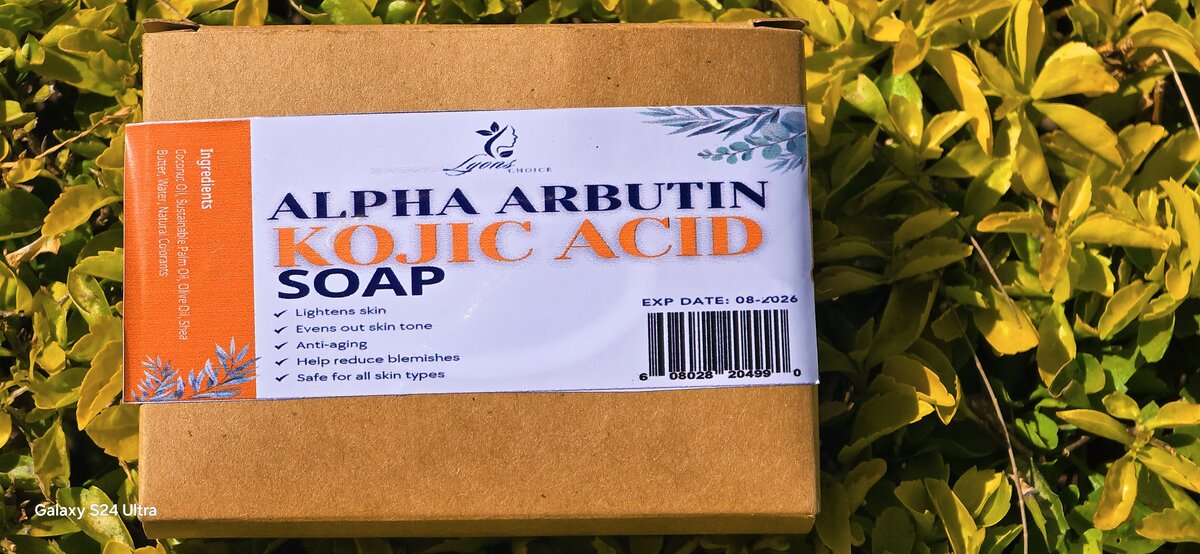 Ingredients
Coconut Oil, Sustainable Palm Oil, Olive Oil, Shea
Butter, Water, Natural Colorants
Lyons
CHOICE
ALPHA ARBUTIN
KOJIC ACID
SOAP
Lightens skin
Evens out skin tone
Anti-aging
Help reduce blemishes
Safe for all skin types
EXP DATE: 08-2026
6 08028 20499 0
Galaxy S24 Ultra